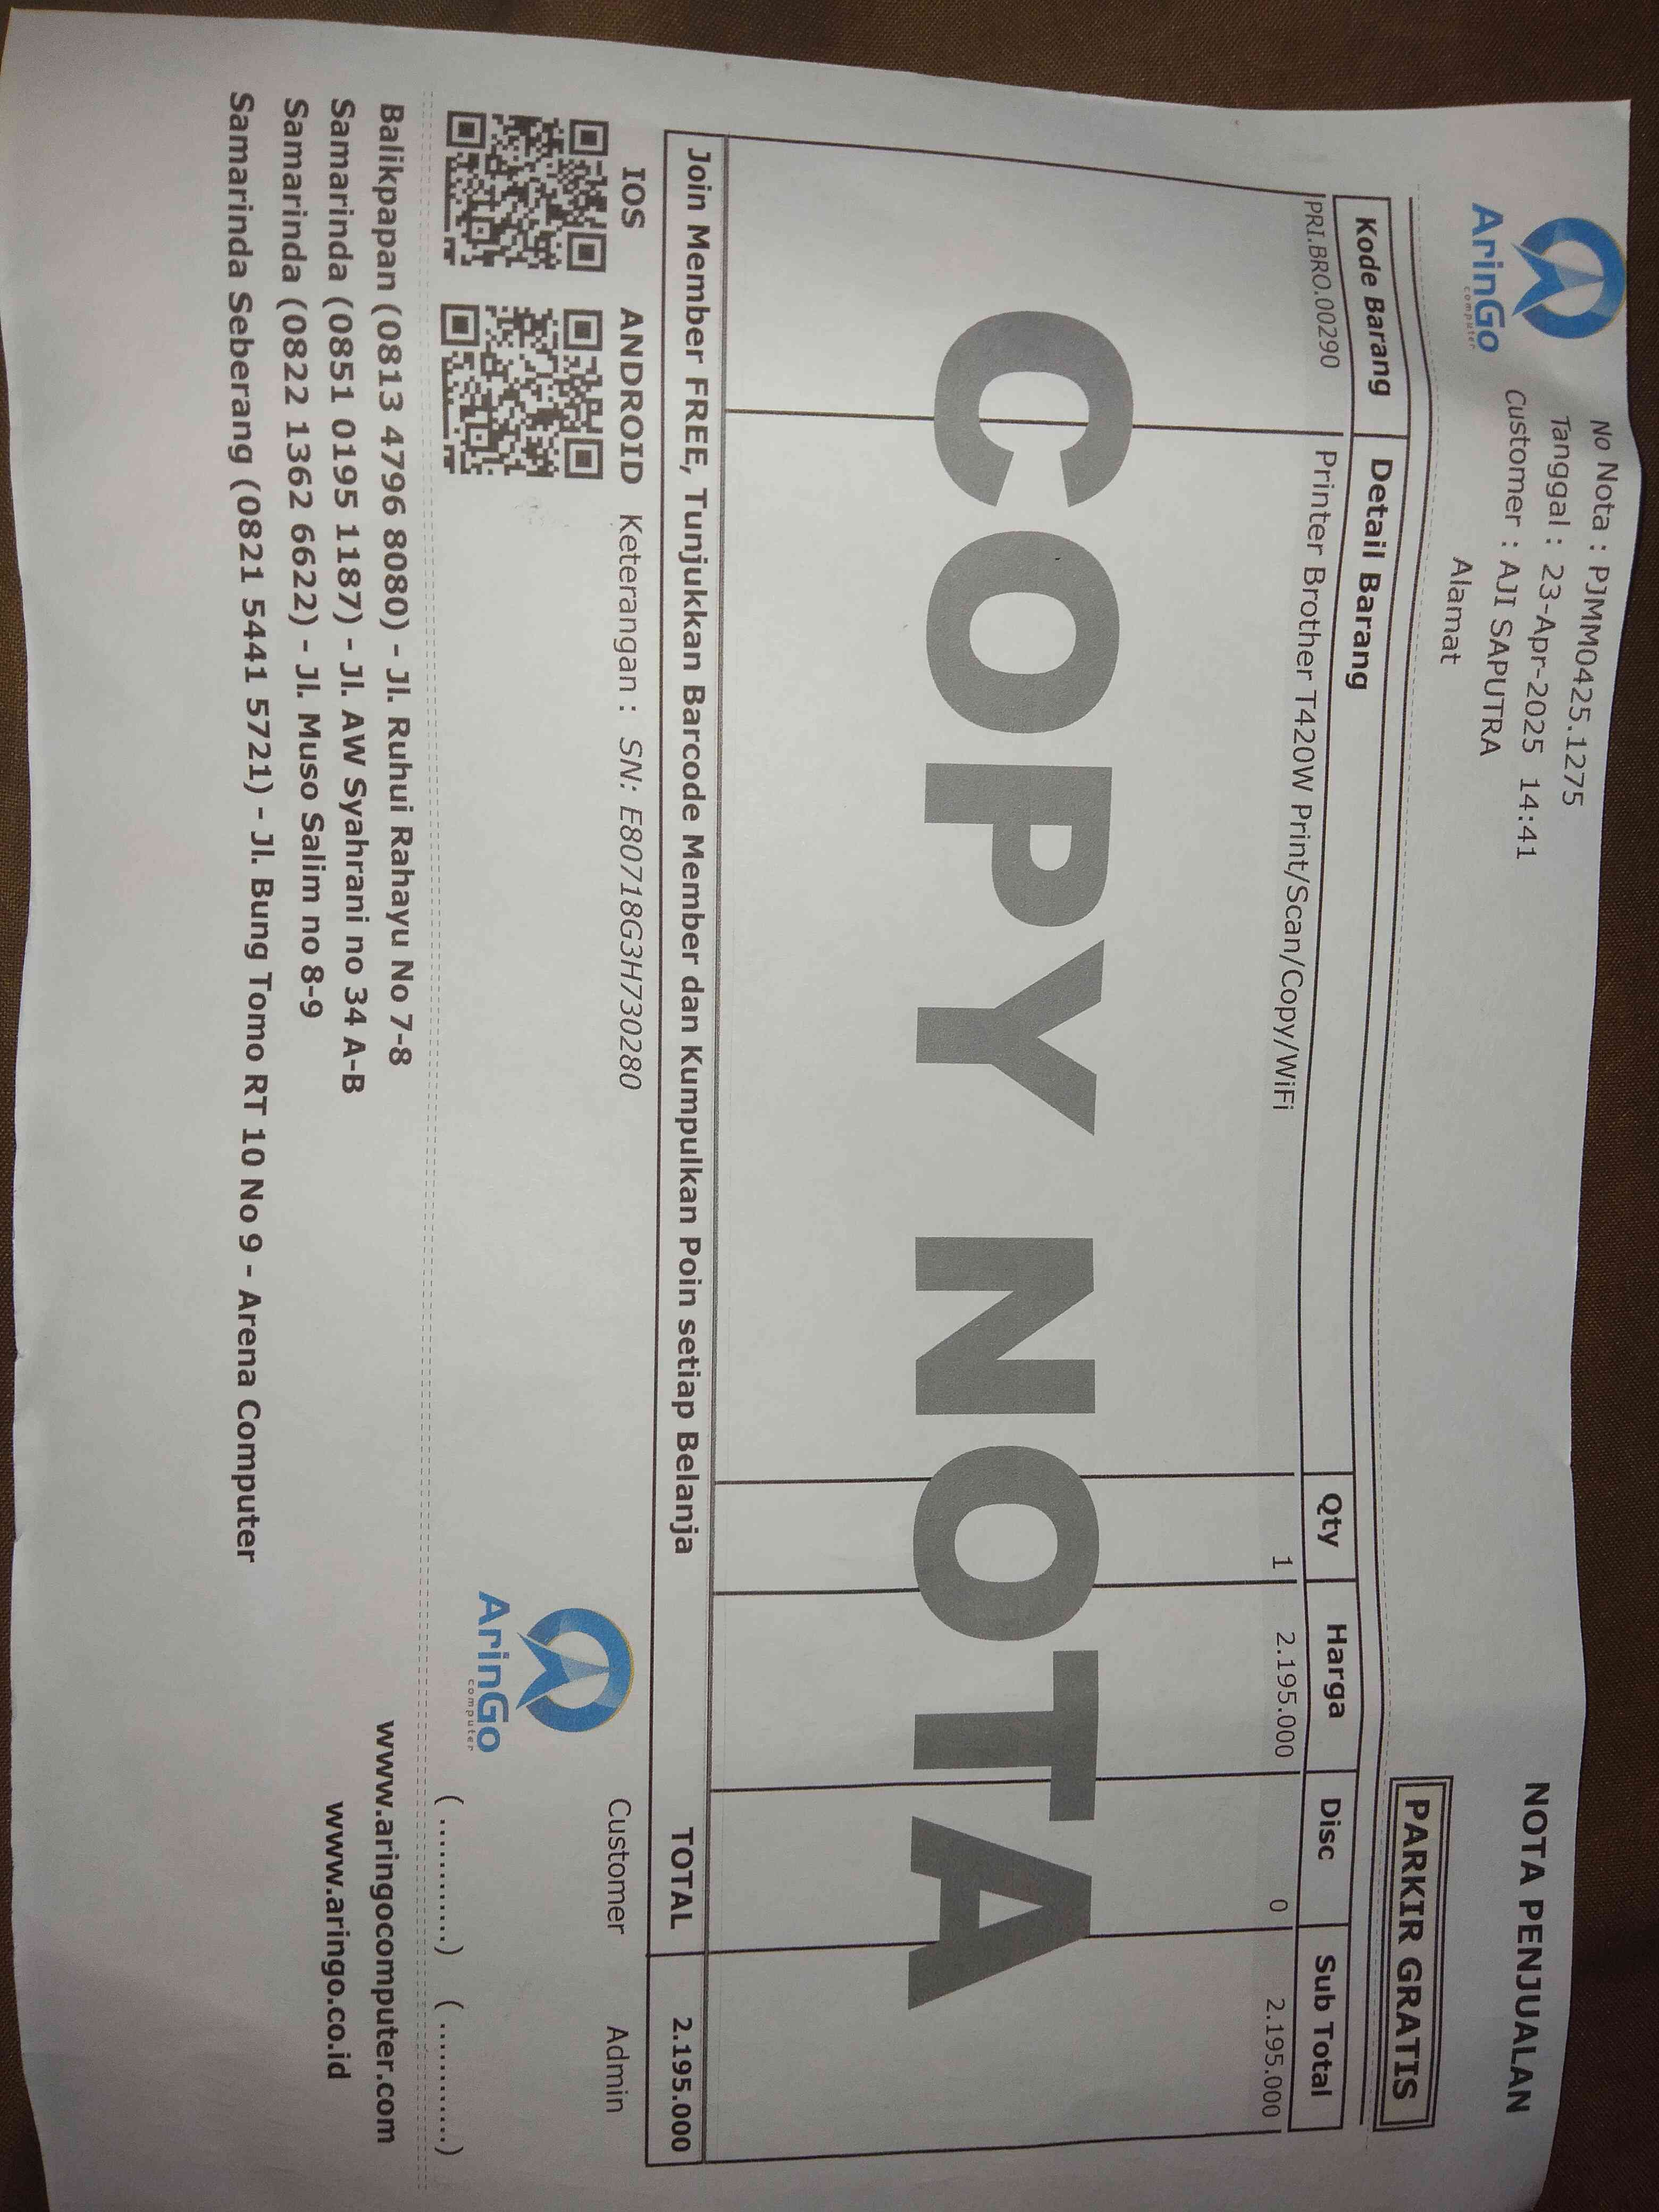 ArinGo
computer
No Nota : PJMM0425.1275
Tanggal : 23-Apr-2025 14:41
Customer : AJI SAPUTRA
Alamat
NOTA PENJUALAN
PARKIR GRATIS
Kode Barang Detail Barang Qty Harga Disc Sub Total
PRI.BRO.00290 Printer Brother T420W Print/Scan/Copy/WiFi 1 2.195.000 0 2.195.000
COPY NOTA
Join Member FREE, Tunjukkan Barcode Member dan Kumpulkan Poin setiap Belanja TOTAL 2.195.000
IOS ANDROID Keterangan : SN: E80718G3H730280 Customer Admin
ArinGo
computer
(..........) (..........)
Balikpapan (0813 4796 8080) - Jl. Ruhui Rahayu No 7-8 www.aringocomputer.com
Samarinda (0851 0195 1187) - Jl. AW Syahrani no 34 A-B www.aringo.co.id
Samarinda (0822 1362 6622) - Jl. Muso Salim no 8-9
Samarinda Seberang (0821 5441 5721) - Jl. Bung Tomo RT 10 No 9 - Arena Computer